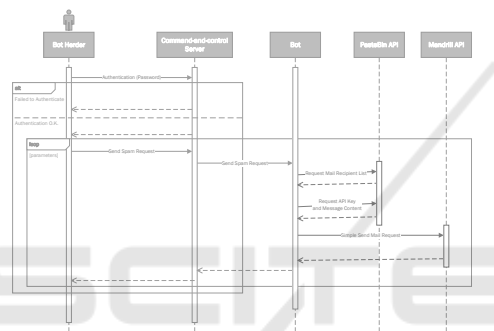 Bot Herder
Command-and-control
Server
Bot
PasteBin API
Mandrill API
Authentication (Password)
alt
Failed to Authenticate
Authentication O.K.
loop
[parameters]
Send Spam Request
Send Spam Request
Request Mail Recipient List
Request API Key
and Message Content
Simple Send Mail Request
SCITE